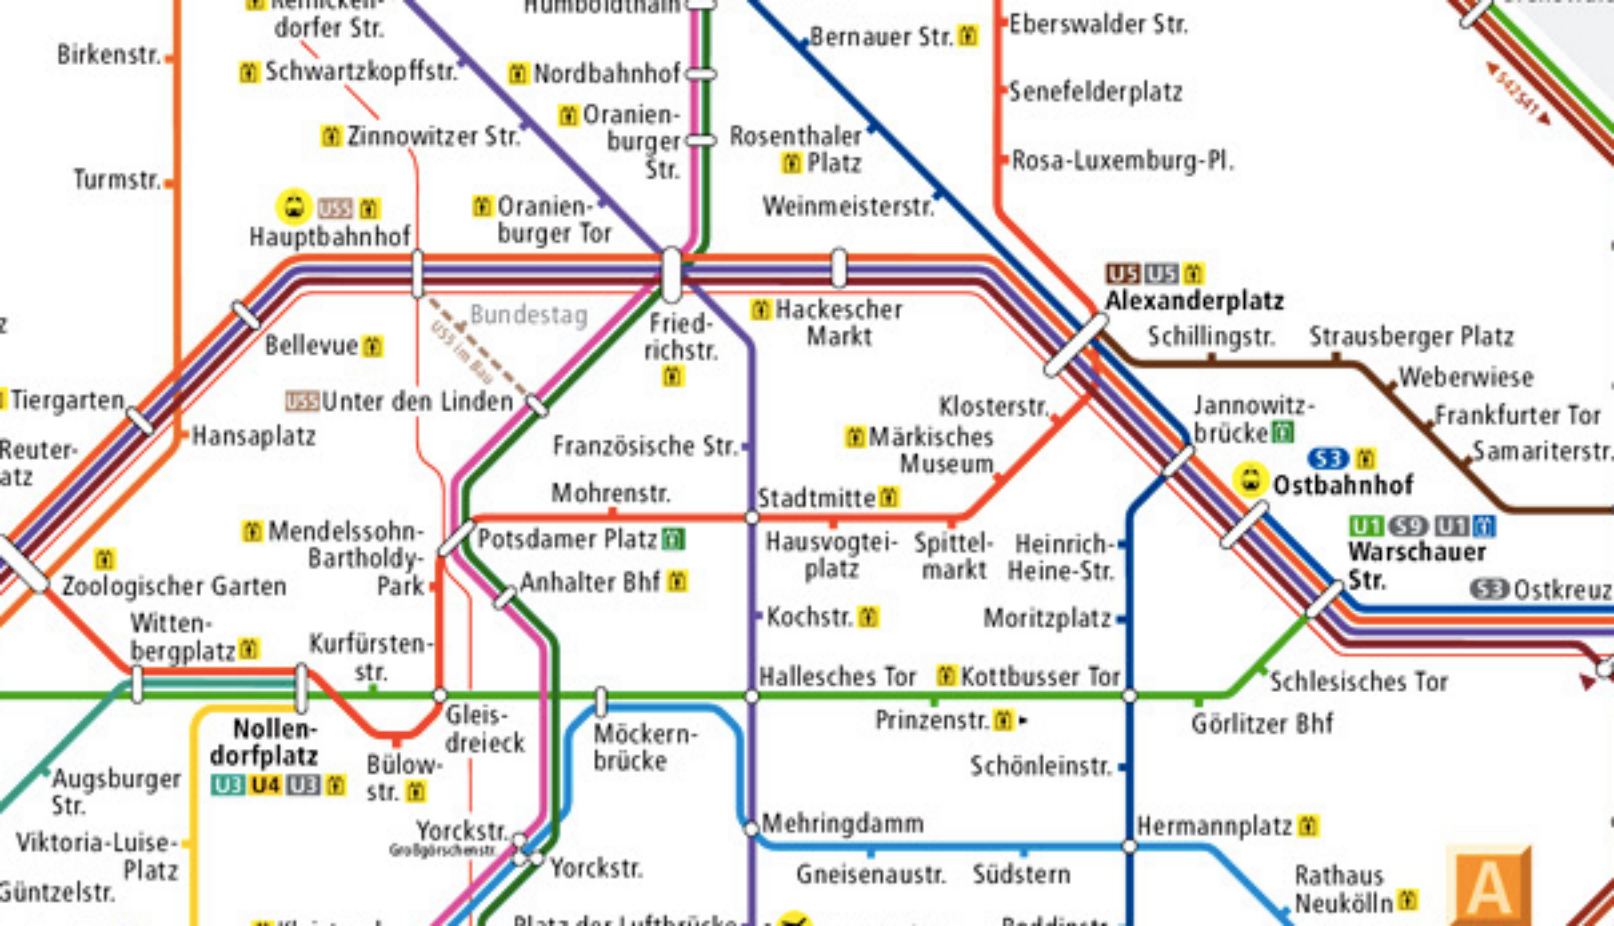 dorfer Str.
Birkenstr.
Schwartzkopffstr.
Zinnowitzer Str.
Turmstr.
Humboldthain
Nordbahnhof
Oranien-
burger
Str.
Bernauer Str.
Rosenthaler
Platz
Weinmeisterstr.
Eberswalder Str.
Senefelderplatz
Rosa-Luxemburg-Pl.
S42 S41
U55
Hauptbahnhof
Oranien-
burger Tor
Bellevue
Bundestag
U55 im Bau
Fried-
richstr.
Hackescher
Markt
U5 U5
Alexanderplatz
Schillingstr.
Strausberger Platz
Weberwiese
Frankfurter Tor
Samariterstr.
Tiergarten
Hansaplatz
Reuter-
atz
U55 Unter den Linden
Französische Str.
Klosterstr.
Märkisches
Museum
Jannowitz-
brücke
S3
Ostbahnhof
Mohrenstr.
Stadtmitte
U1 S9 U1
Warschauer
Str.
Mendelssohn-
Bartholdy-
Park
Potsdamer Platz
Hausvogtei-
platz
Spittel-
markt
Heinrich-
Heine-Str.
Zoologischer Garten
Anhalter Bhf
S3 Ostkreuz
Kochstr.
Moritzplatz
Witten-
bergplatz
Kurfürsten-
str.
Hallesches Tor
Kottbusser Tor
Schlesisches Tor
Nollen-
dorfplatz
U3 U4 U3
Gleis-
dreieck
Möckern-
brücke
Prinzenstr.
Görlitzer Bhf
Bülow-
str.
Schönleinstr.
Augsburger
Str.
Yorckstr.
Großgörschenstr.
Mehringdamm
Hermannplatz
Viktoria-Luise-
Platz
Yorckstr.
Gneisenaustr.
Südstern
Rathaus
Neukölln
Güntzelstr.
Platz der Luftbrücke
A